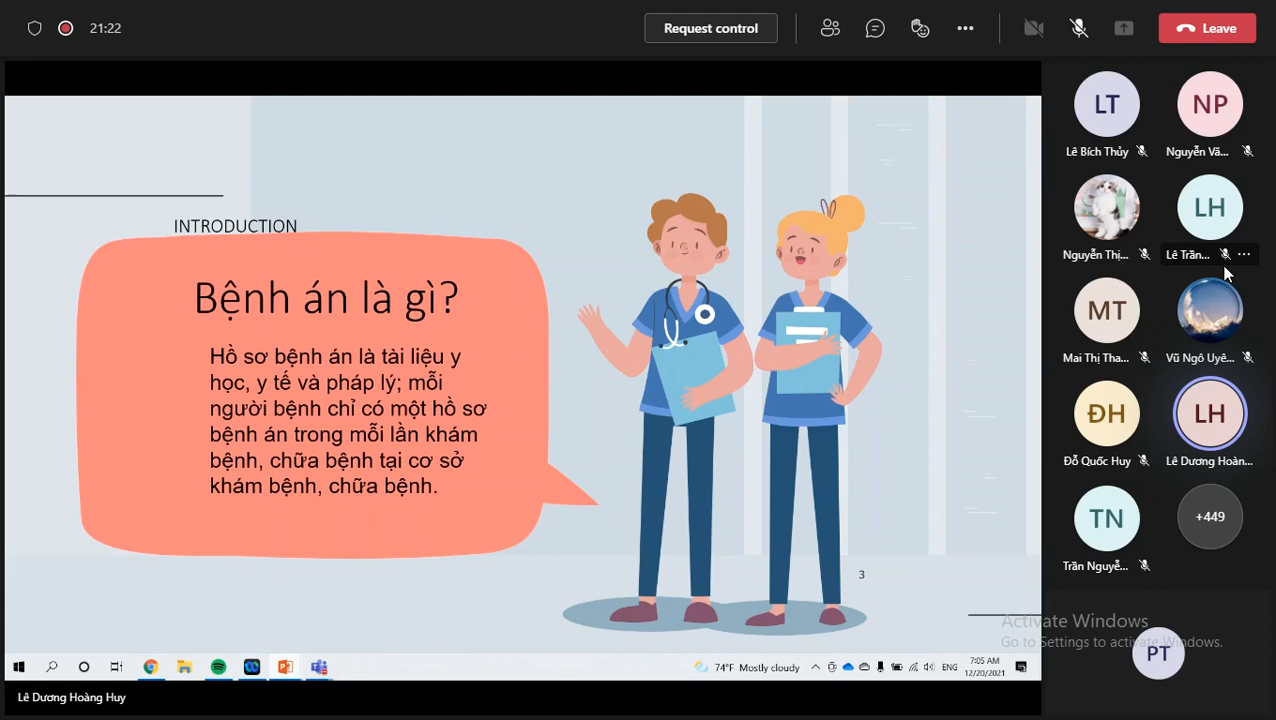 21:22
Request control
Leave
INTRODUCTION
Bệnh án là gì?
Hồ sơ bệnh án là tài liệu y
học, y tế và pháp lý; mỗi
người bệnh chỉ có một hồ sơ
bệnh án trong mỗi lần khám
bệnh, chữa bệnh tại cơ sở
khám bệnh, chữa bệnh.
3
LT
Lê Bích Thủy
NP
Nguyễn Vă...
Nguyễn Thị...
LH
Lê Trần...
MT
Mai Thị Tha...
Vũ Ngô Uyê...
ĐH
Đỗ Quốc Huy
LH
Lê Dương Hoàn...
TN
Trần Nguyễ...
+449
Activate Windows
Go to Settings to activate Windows.
PT
74°F Mostly cloudy
ENG
7:05 AM
12/20/2021
Lê Dương Hoàng Huy